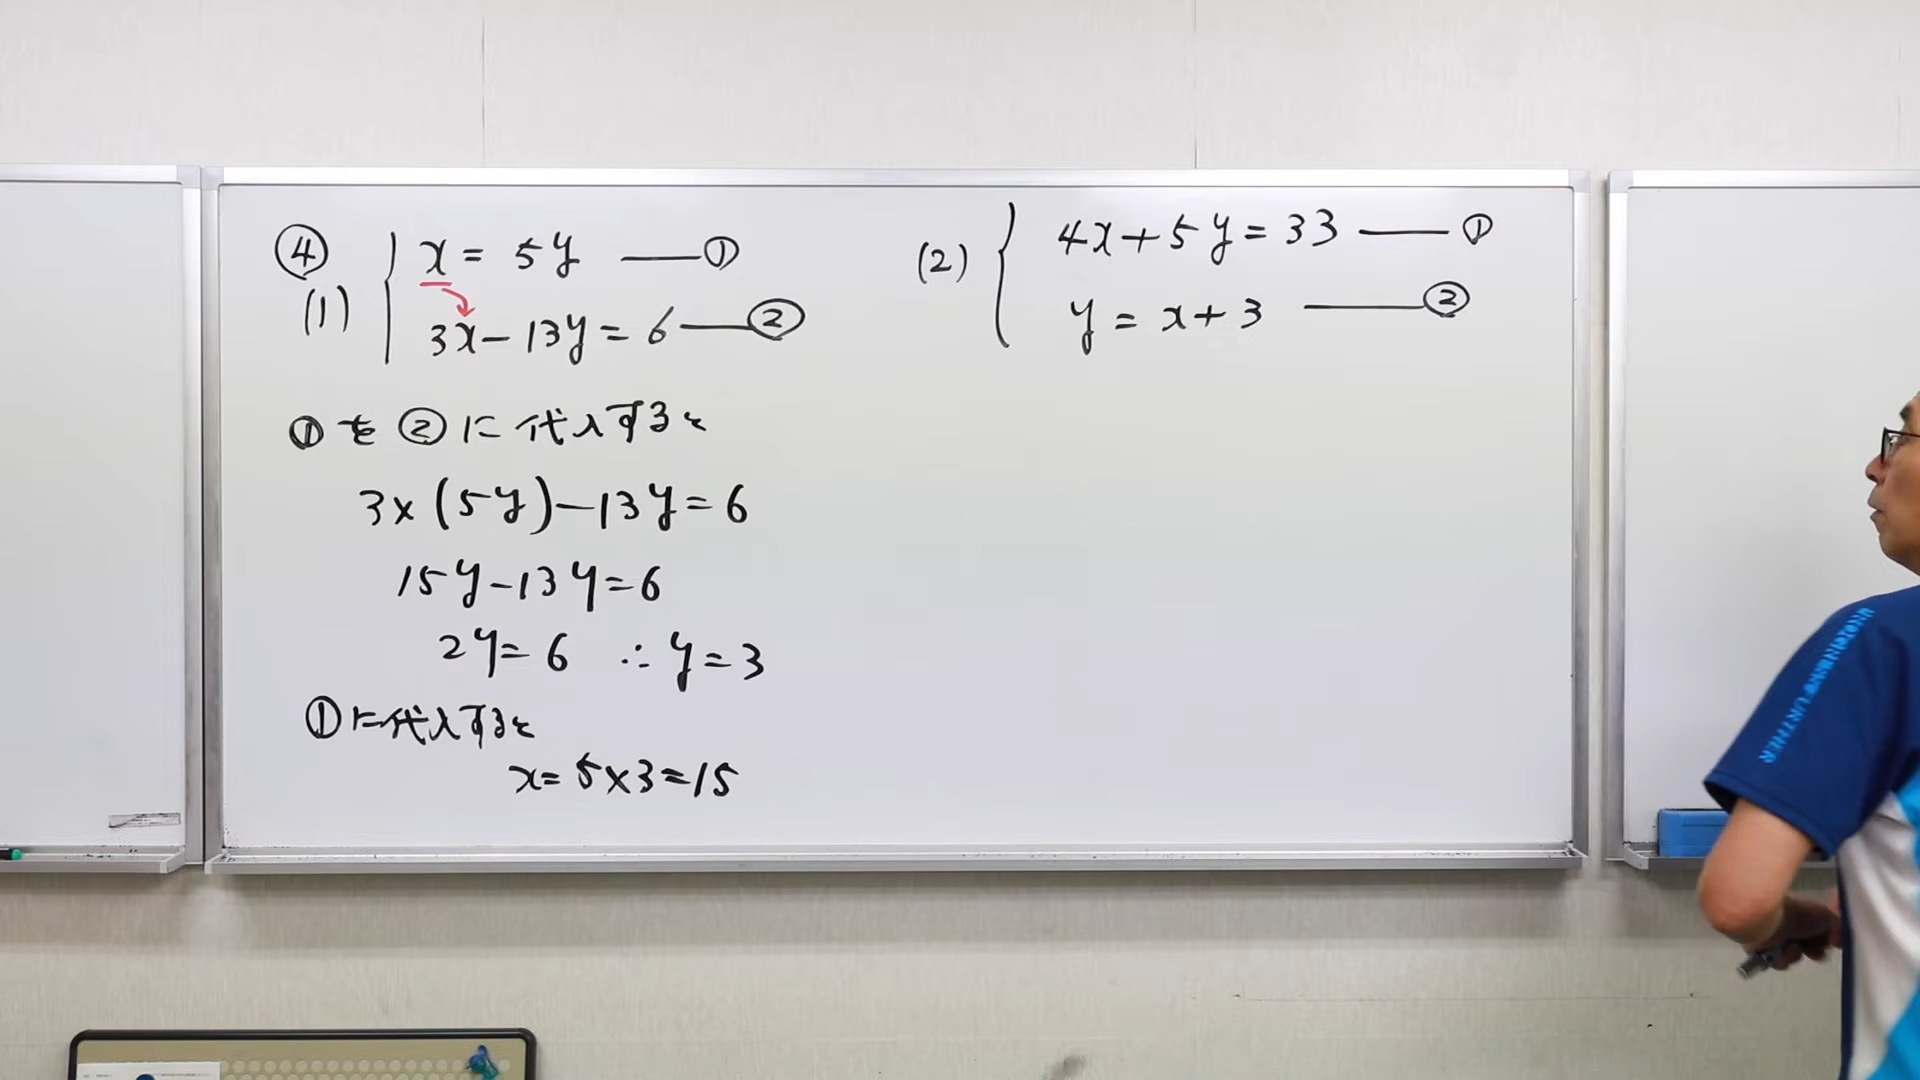 ④
(1) { x = 5y ——①
3x − 13y = 6 ——②
①を②に代入すると
3×(5y)−13y=6
15y−13y=6
2y=6 ∴ y=3
①に代入すると
x=5×3=15
(2) { 4x+5y=33 ——①
y = x+3 ——②